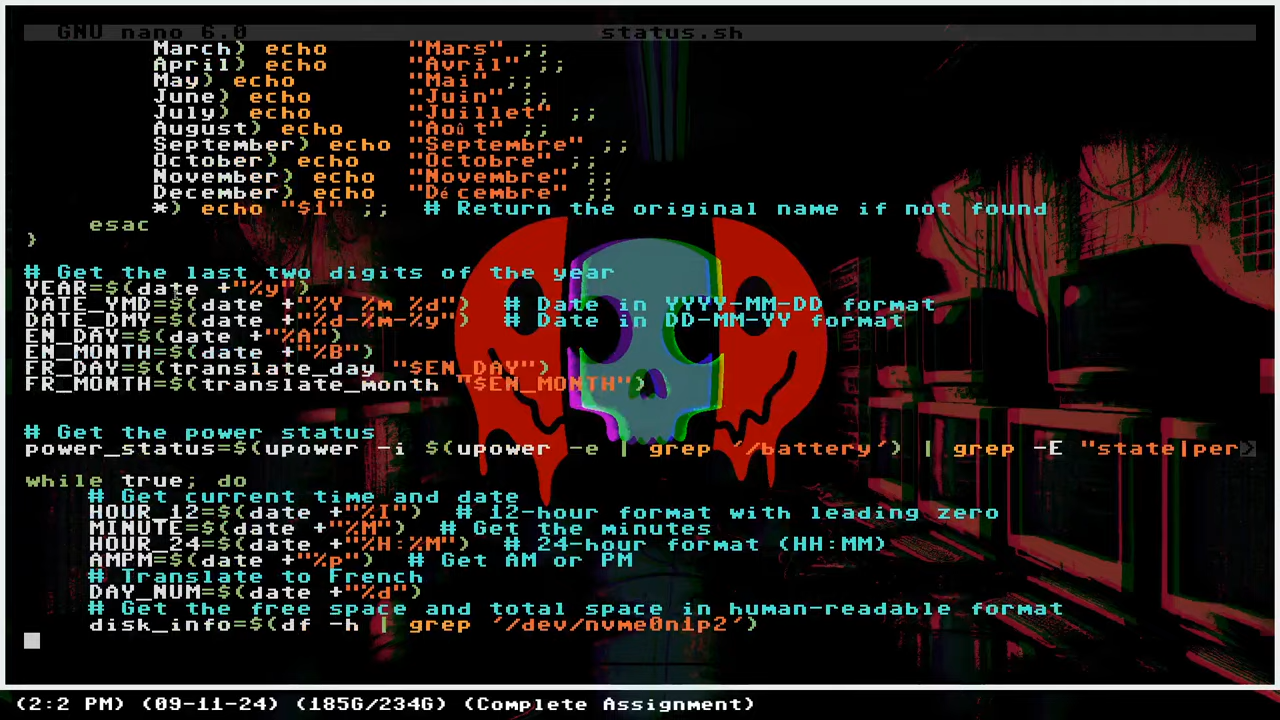 GNU nano 6.0 status.sh
March) echo "Mars" ;;
April) echo "Avril" ;;
May) echo "Mai" ;;
June) echo "Juin" ;;
July) echo "Juillet" ;;
August) echo "Août" ;;
September) echo "Septembre" ;;
October) echo "Octobre" ;;
November) echo "Novembre" ;;
December) echo "Décembre" ;;
*) echo "$1" ;; # Return the original name if not found
esac
}
# Get the last two digits of the year
YEAR=$(date +"%y")
DATE_YMD=$(date +"%Y-%m-%d") # Date in YYYY-MM-DD format
DATE_DMY=$(date +"%d-%m-%y") # Date in DD-MM-YY format
EN_DAY=$(date +"%A")
EN_MONTH=$(date +"%B")
FR_DAY=$(translate_day "$EN_DAY")
FR_MONTH=$(translate_month "$EN_MONTH")
# Get the power status
power_status=$(upower -i $(upower -e | grep '/battery') | grep -E "state|per>
while true; do
# Get current time and date
HOUR_12=$(date +"%I") # 12-hour format with leading zero
MINUTE=$(date +"%M") # Get the minutes
HOUR_24=$(date +"%H:%M") # 24-hour format (HH:MM)
AMPM=$(date +"%p") # Get AM or PM
# Translate to French
DAY_NUM=$(date +"%d")
# Get the free space and total space in human-readable format
disk_info=$(df -h | grep '/dev/nvme0n1p2')
(2:2 PM) (09-11-24) (185G/234G) (Complete Assignment)